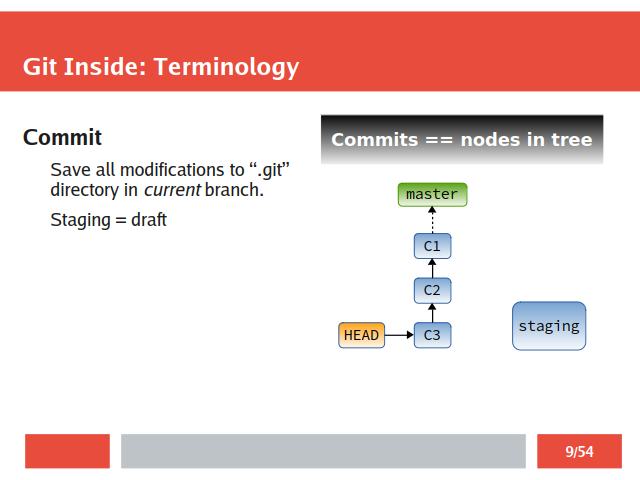 Git Inside: Terminology
Commit
Save all modifications to “.git”
directory in current branch.
Staging = draft
Commits == nodes in tree
master
C1
C2
HEAD
C3
staging
9/54